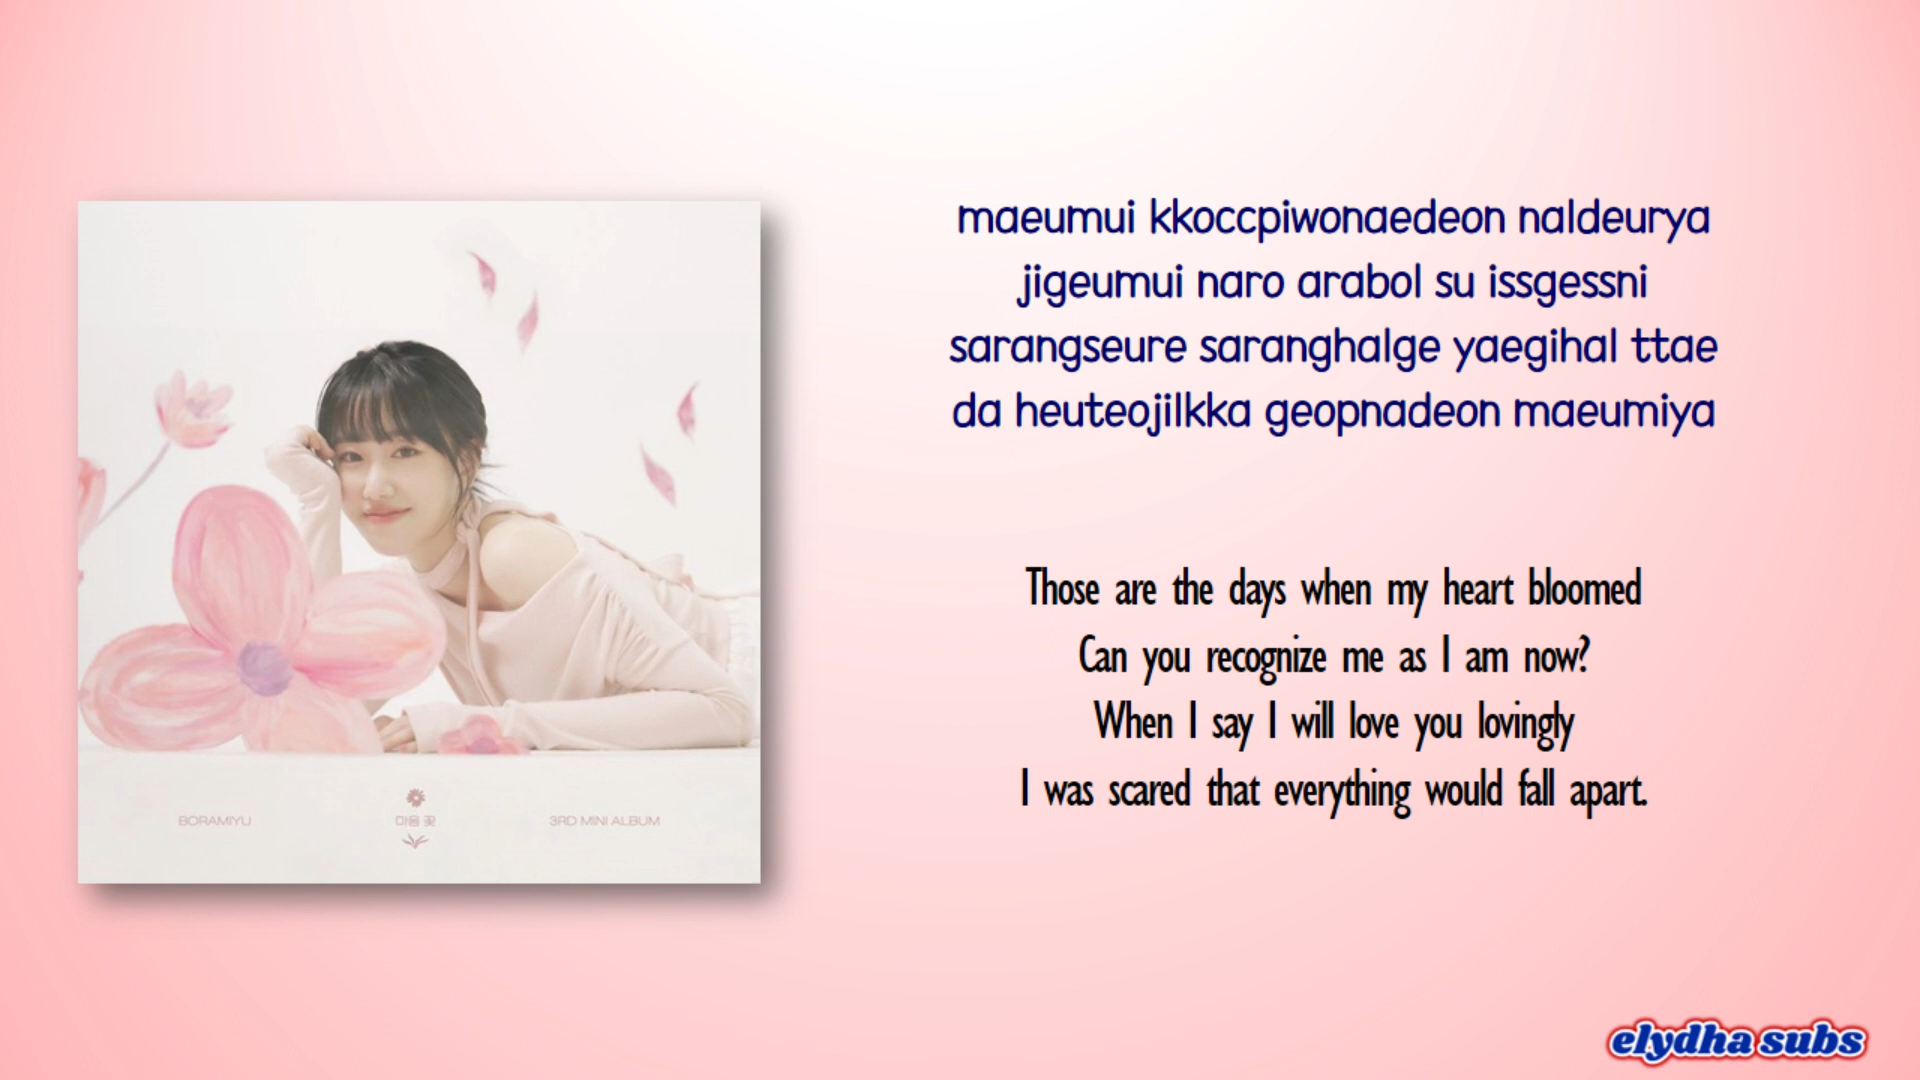 maeumui kkoccpiwonaedeon naldeurya
jigeumui naro arabol su issgessni
sarangseure saranghalge yaegihal ttae
da heuteojilkka geopnadeon maeumiya
Those are the days when my heart bloomed
Can you recognize me as I am now?
When I say I will love you lovingly
I was scared that everything would fall apart.
BORAMIYU
마음 꽃
3RD MINI ALBUM
elydha subs